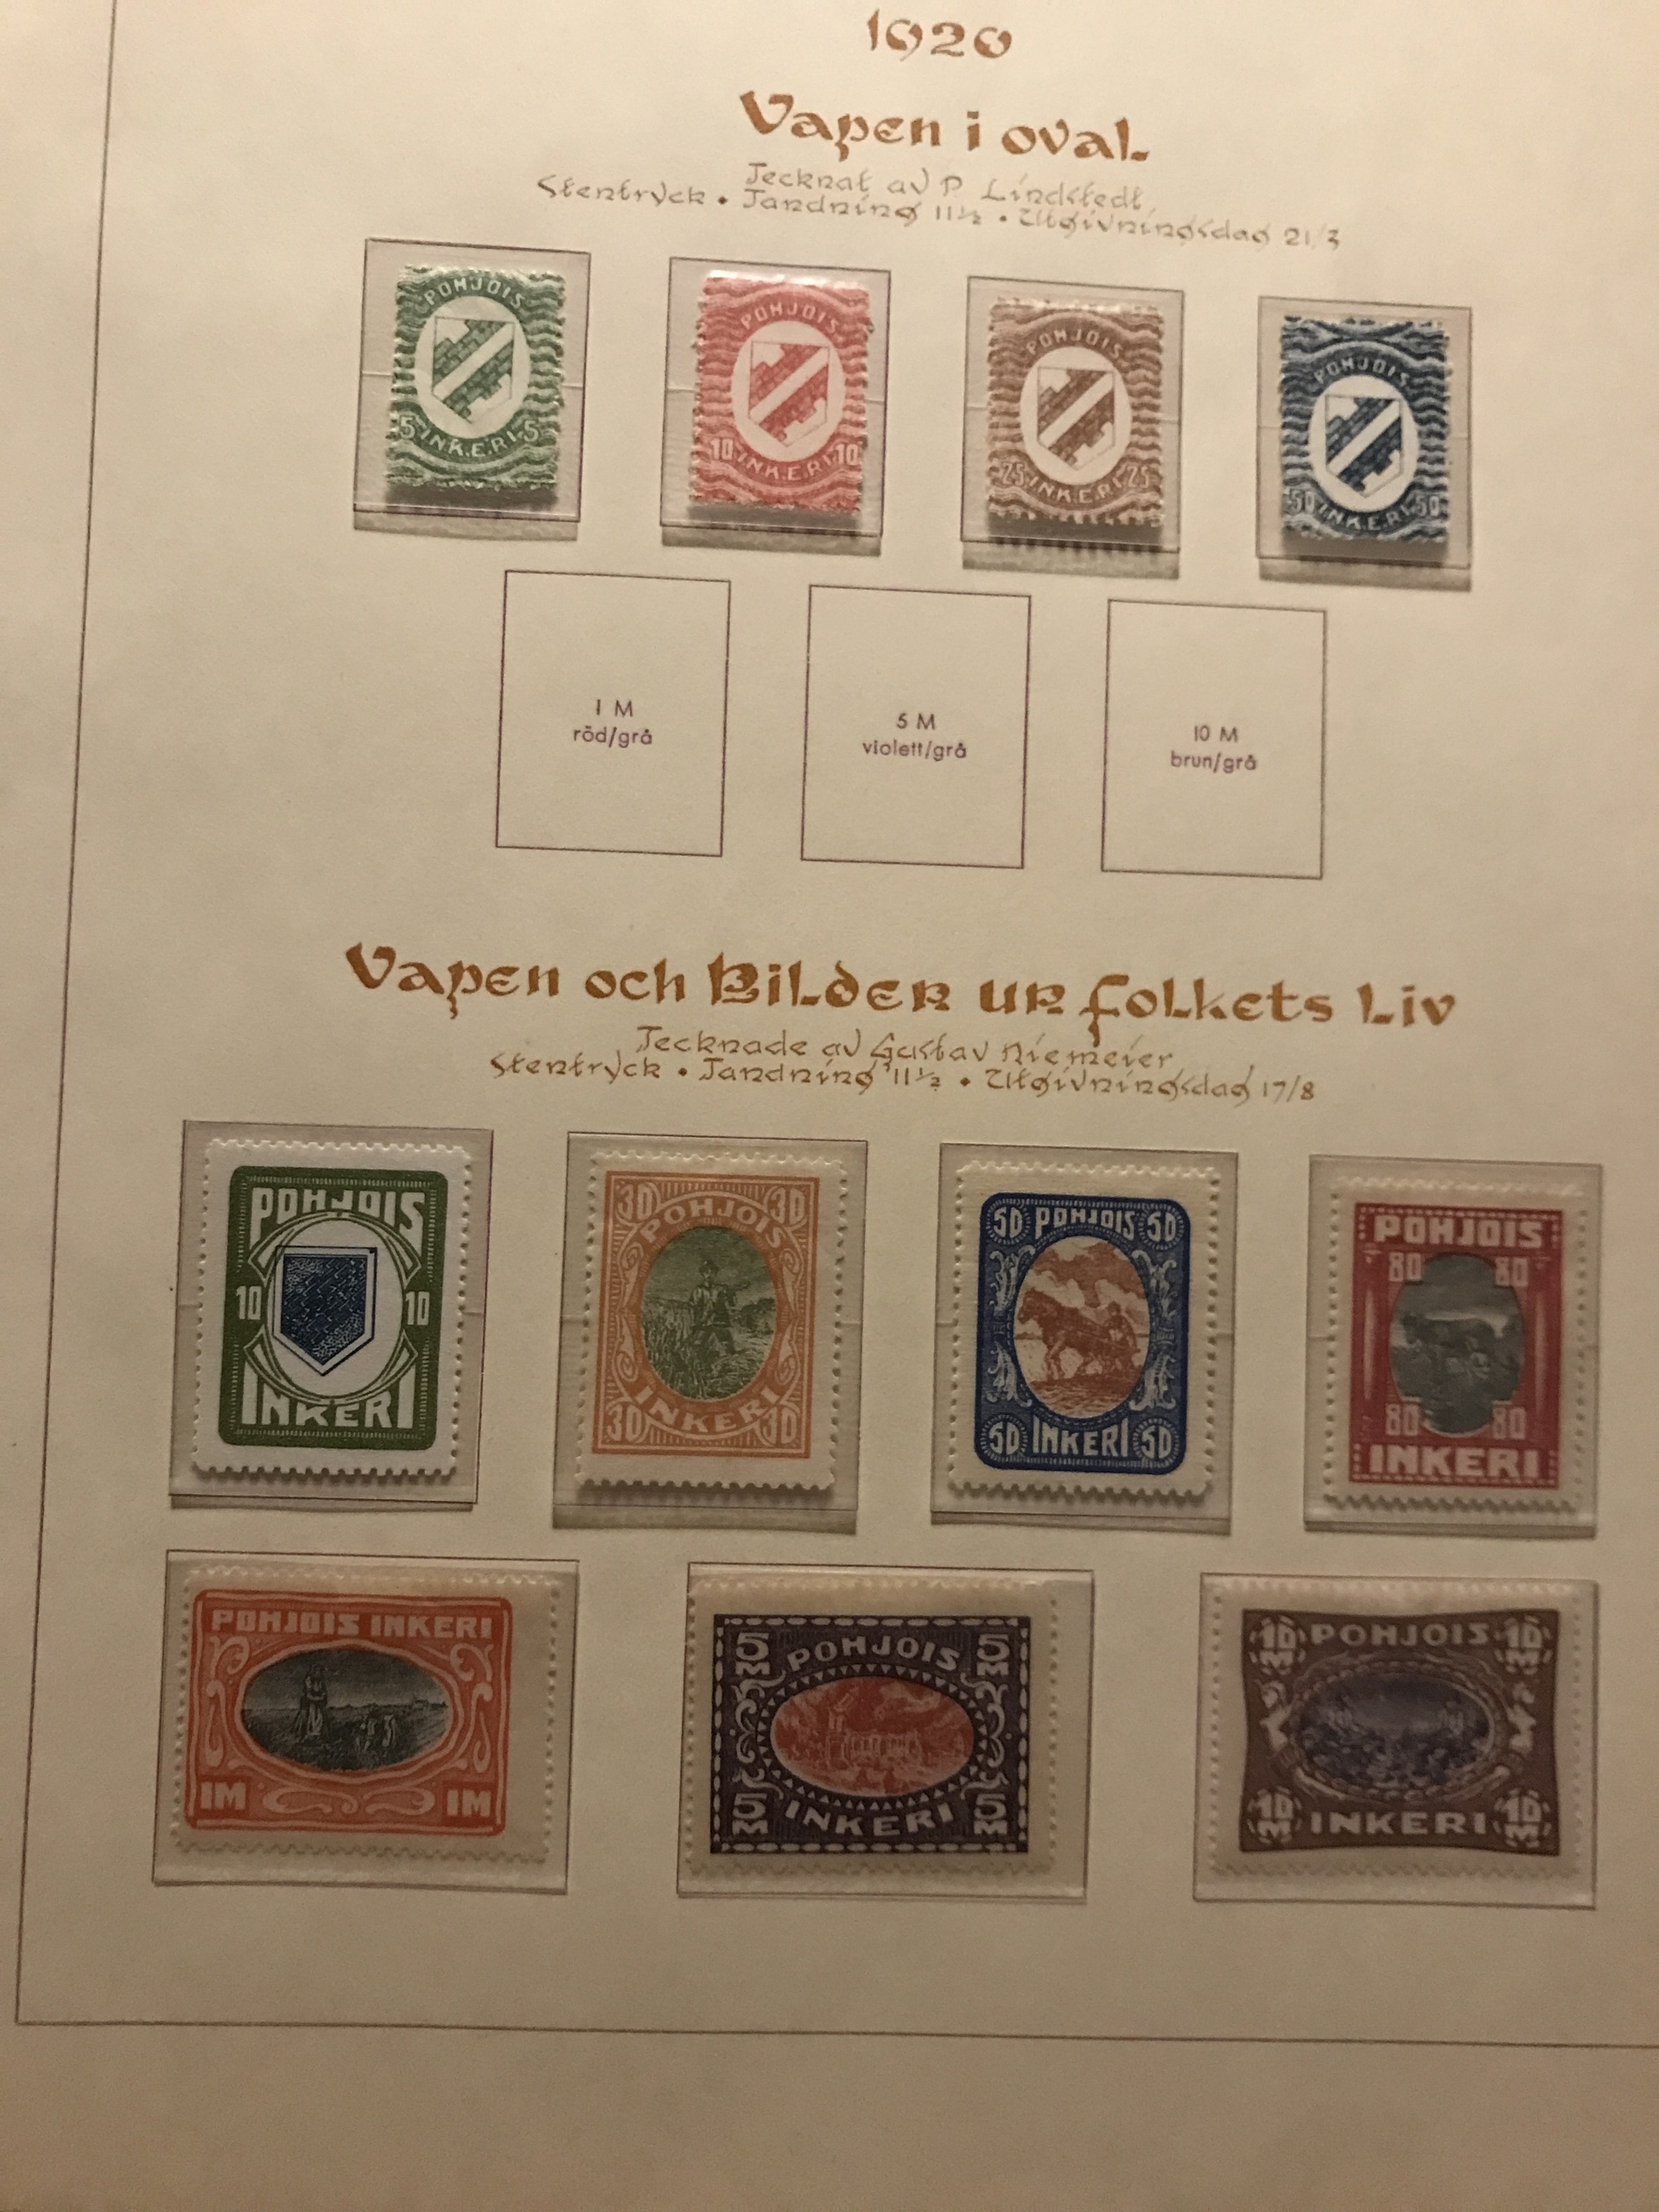 1920
Vapen i oval
Tecknat av P Lindstedt
Stentryck • Tandning 11½ • Utgivningsdag 21/3
POHJOIS
5 INKERI 5
POHJOIS
10 INKERI 10
POHJOIS
25 INKERI 25
POHJOIS
50 INKERI 50
1 M
röd/grå
5 M
violett/grå
10 M
brun/grå
Vapen och Bilder ur Folkets Liv
Tecknade av Gustav Niemeier
Stentryck • Tandning 11½ • Utgivningsdag 17/8
POHJOIS
10 10
INKERI
30 30
POHJOIS
INKERI
30 30
50 POHJOIS 50
50 INKERI 50
POHJOIS
80 80
80 80
INKERI
POHJOIS INKERI
1M 1M
5M POHJOIS 5M
5M INKERI 5M
10M POHJOIS 10M
10M INKERI 10M